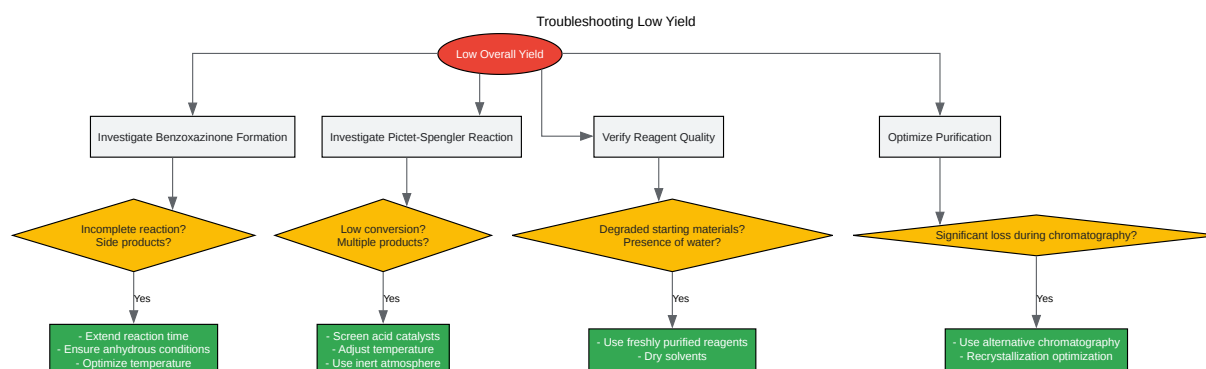 Troubleshooting Low Yield
Low Overall Yield
Investigate Benzoxazinone Formation
Investigate Pictet-Spengler Reaction
Verify Reagent Quality
Optimize Purification
Incomplete reaction?
Side products?
Low conversion?
Multiple products?
Degraded starting materials?
Presence of water?
Significant loss during chromatography?
Yes
Yes
Yes
Yes
- Extend reaction time
- Ensure anhydrous conditions
- Optimize temperature
- Screen acid catalysts
- Adjust temperature
- Use inert atmosphere
- Use freshly purified reagents
- Dry solvents
- Use alternative chromatography
- Recrystallization optimization